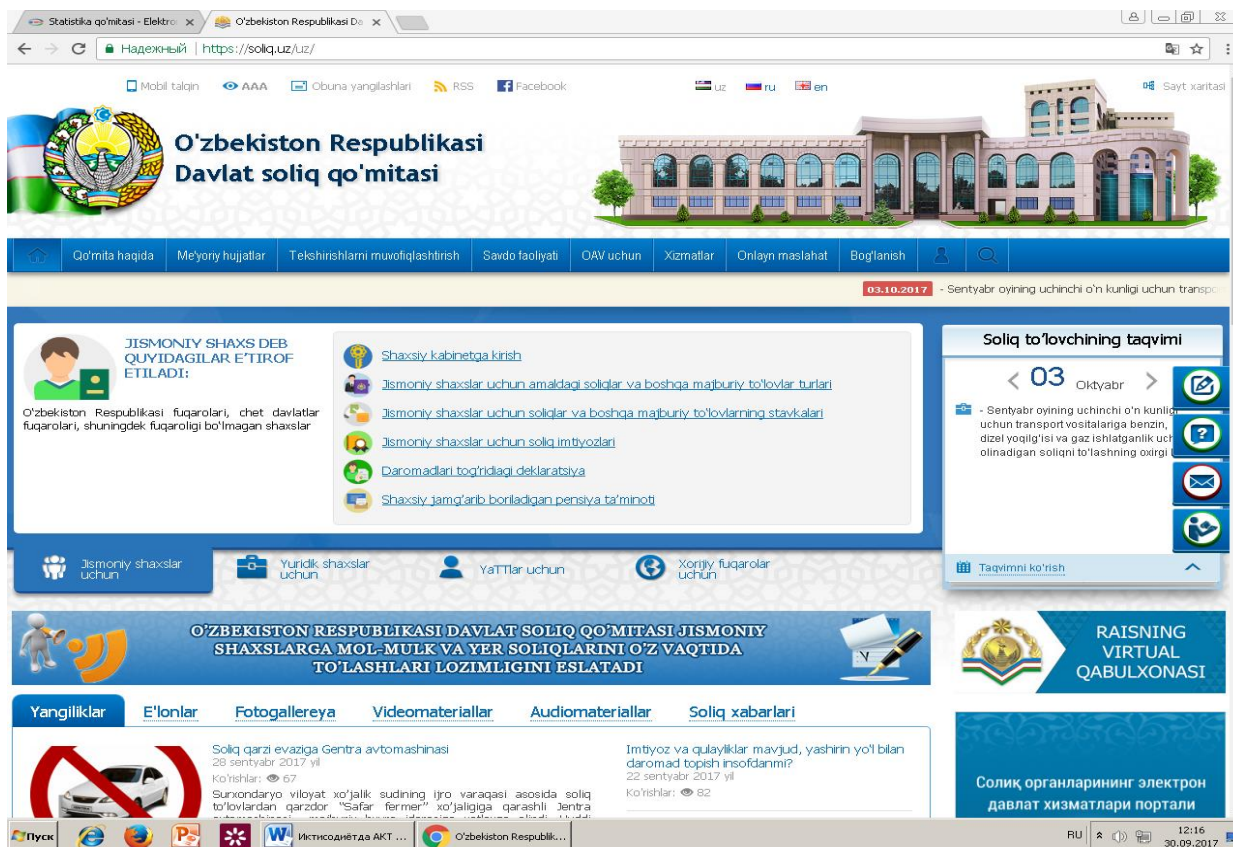 Statistika qo'mitasi - Elektro
O'zbekiston Respublikasi Da
Надежный | https://soliq.uz/uz/
Mobil talqin AAA Obuna yangilashlari RSS Facebook uz ru en Sayt xaritasi
O'zbekiston Respublikasi
Davlat soliq qo'mitasi
Qo'mita haqida Me'yoriy hujjatlar Tekshirishlarni muvofiqlashtirish Savdo faoliyati OAV uchun Xizmatlar Onlayn maslahat Bog'lanish
03.10.2017 - Sentyabr oyining uchinchi o'n kunligi uchun transpo
JISMONIY SHAXS DEB
QUYIDAGILAR E'TIROF
ETILADI:
O'zbekiston Respublikasi fuqarolari, chet davlatlar
fuqarolari, shuningdek fuqaroligi bo'lmagan shaxslar
Shaxsiy kabinetga kirish
Jismoniy shaxslar uchun amaldagi soliqlar va boshqa majburiy to'lovlar turlari
Jismoniy shaxslar uchun soliqlar va boshqa majburiy to'lovlarning stavkalari
Jismoniy shaxslar uchun soliq imtiyozlari
Daromadlari tog'ridiagi deklaratsiya
Shaxsiy jamg'arib boriladigan pensiya ta'minoti
Soliq to'lovchining taqvimi
< 03 Oktyabr >
- Sentyabr oyining uchinchi o'n kunligi
uchun transport vositalariga benzin,
dizel yoqilg'isi va gaz ishlatganlik uch
olinadigan soliqni to'lashning oxirgi
Taqvimni ko'rish
Jismoniy shaxslar
uchun
Yuridik shaxslar
uchun
YaTTlar uchun
Xorijiy fuqarolar
uchun
O'ZBEKISTON RESPUBLIKASI DAVLAT SOLIQ QO'MITASI JISMONIY
SHAXSLARGA MOL-MULK VA YER SOLIQLARINI O'Z VAQTIDA
TO'LASHLARI LOZIMLIGINI ESLATADI
RAISNING
VIRTUAL
QABULXONASI
Yangiliklar E'lonlar Fotogallereya Videomateriallar Audiomateriallar Soliq xabarlari
Soliq qarzi evaziga Gentra avtomashinasi
28 sentyabr 2017 yil
Ko'rishlar: 67
Surxondaryo viloyat xo'jalik sudining ijro varaqasi asosida soliq
to'lovlardan qarzdor "Safar fermer" xo'jaligiga qarashli Jentra
Imtiyoz va qulayliklar mavjud, yashirin yo'l bilan
daromad topish insofdanmi?
22 sentyabr 2017 yil
Ko'rishlar: 82
Солиқ органларининг электрон
давлат хизматлари портали
Пуск Иктисодиётда АКТ ... O'zbekiston Respublik... RU 12:16
30.09.2017